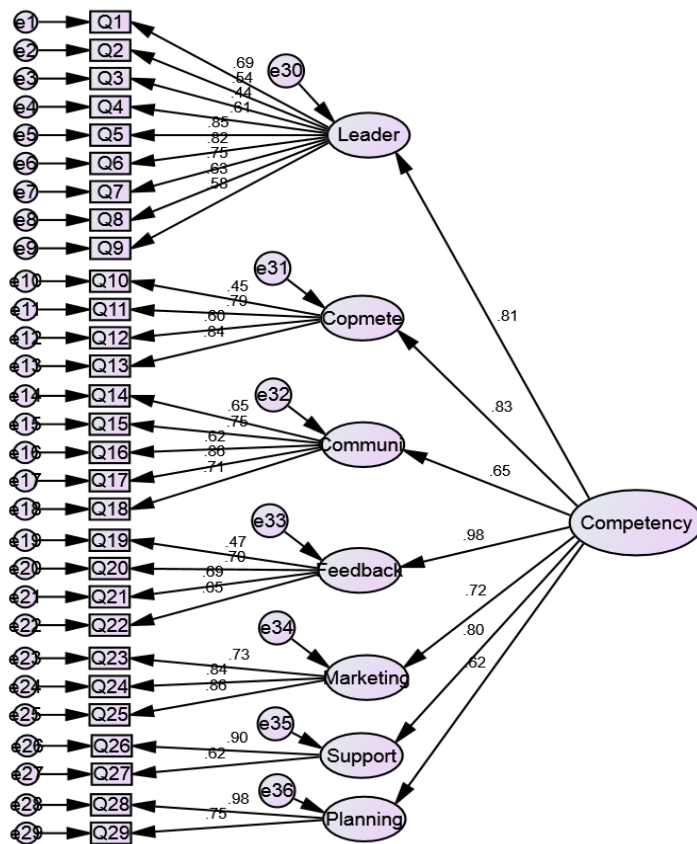 e1 Q1
e2 Q2
e3 Q3
e4 Q4
e5 Q5
e6 Q6
e7 Q7
e8 Q8
e9 Q9
.69
.54
.44
.61
.85
.82
.75
.63
.58
e30
Leader
.81
e10 Q10
e11 Q11
e12 Q12
e13 Q13
.45
.79
.60
.84
e31
Copmete
.83
e14 Q14
e15 Q15
e16 Q16
e17 Q17
e18 Q18
.65
.75
.62
.86
.71
e32
Communi
.65
Competency
e19 Q19
e20 Q20
e21 Q21
e22 Q22
.47
.70
.69
.65
e33
Feedback
.98
e23 Q23
e24 Q24
e25 Q25
.73
.84
.86
e34
Marketing
.72
e26 Q26
e27 Q27
.90
.62
e35
Support
.80
e28 Q28
e29 Q29
.98
.75
e36
Planning
.62